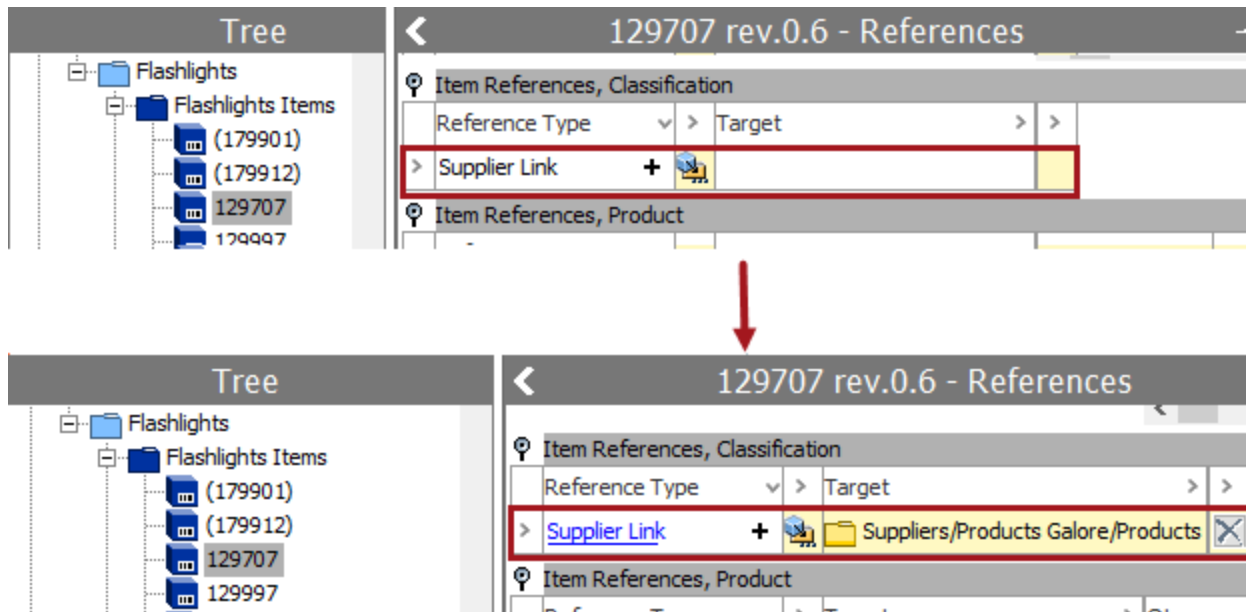 Tree
129707 rev.0.6 - References
Flashlights
Flashlights Items
(179901)
(179912)
129707
129997
Item References, Classification
Reference Type
Target
Supplier Link
Item References, Product
Tree
129707 rev.0.6 - References
Flashlights
Flashlights Items
(179901)
(179912)
129707
129997
Item References, Classification
Reference Type
Target
Supplier Link
Suppliers/Products Galore/Products
Item References, Product